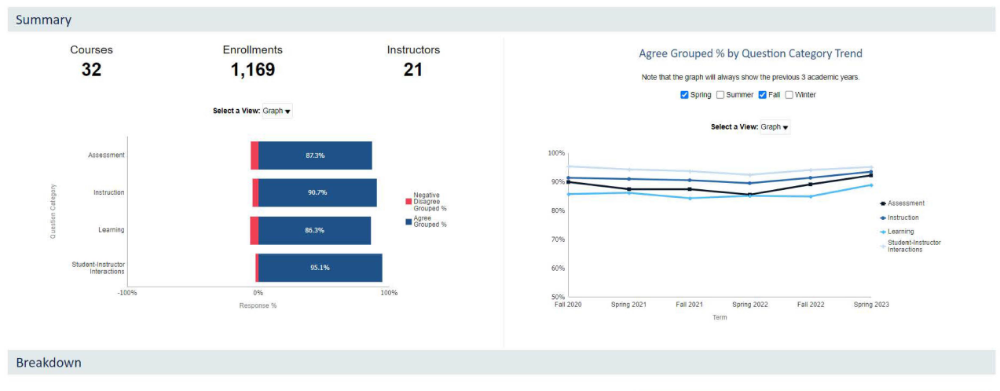 Summary
Courses
32
Enrollments
1,169
Instructors
21
Select a View: Graph
Question Category
Assessment
87.3%
Instruction
90.7%
Learning
86.3%
Student-Instructor
Interactions
95.1%
-100%
0%
100%
Response %
Negative
Disagree
Grouped %
Agree
Grouped %
Agree Grouped % by Question Category Trend
Note that the graph will always show the previous 3 academic years.
Spring Summer Fall Winter
Select a View: Graph
100%
90%
80%
70%
60%
50%
Fall 2020
Spring 2021
Fall 2021
Spring 2022
Fall 2022
Spring 2023
Term
Assessment
Instruction
Learning
Student-Instructor
Interactions
Breakdown